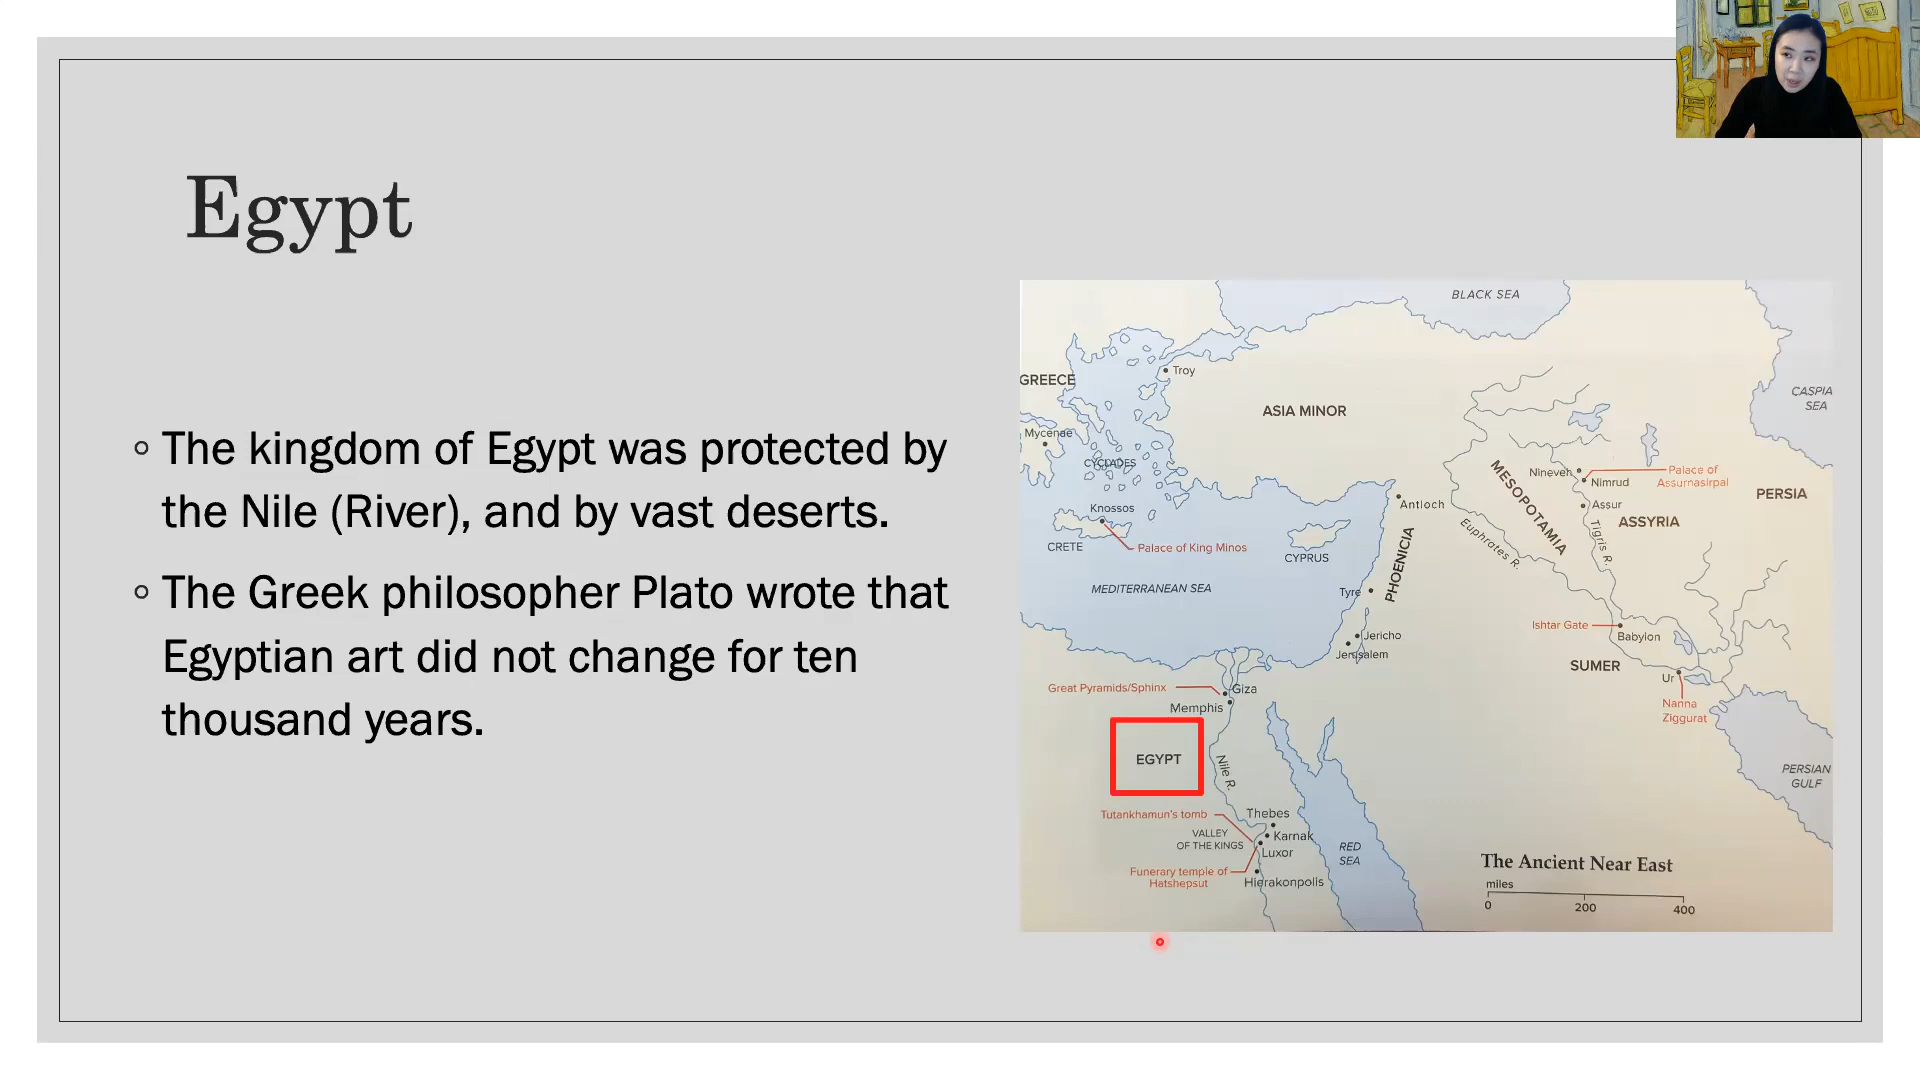 Egypt
The kingdom of Egypt was protected by
the Nile (River), and by vast deserts.
The Greek philosopher Plato wrote that
Egyptian art did not change for ten
thousand years.
BLACK SEA
GREECE
Troy
ASIA MINOR
CASPIA
SEA
Mycenae
CYCLADES
Nineveh
Nimrud
Palace of
Assurnasirpal
MESOPOTAMIA
PERSIA
Knossos
Antioch
Assur
ASSYRIA
CRETE
Palace of King Minos
CYPRUS
PHOENICIA
Euphrates R.
Tigris R.
MEDITERRANEAN SEA
Tyre
Ishtar Gate
Babylon
Jericho
Jerusalem
SUMER
Ur
Great Pyramids/Sphinx
Giza
Memphis
Nanna
Ziggurat
EGYPT
Nile R.
PERSIAN
GULF
Tutankhamun's tomb
Thebes
VALLEY
OF THE KINGS
Karnak
Luxor
RED
SEA
Funerary temple of
Hatshepsut
Hierakonpolis
The Ancient Near East
miles
0 200 400